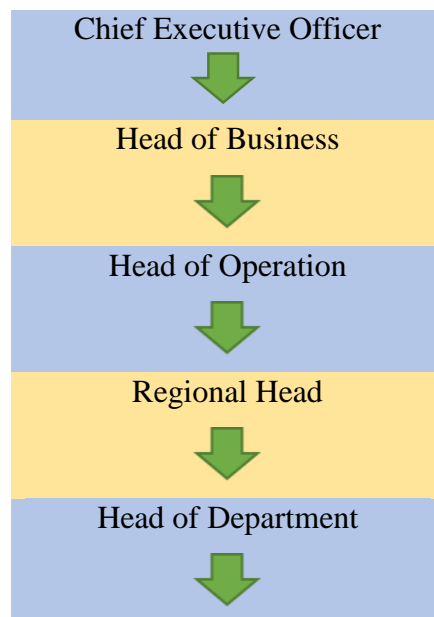 Chief Executive Officer
Head of Business
Head of Operation
Regional Head
Head of Department